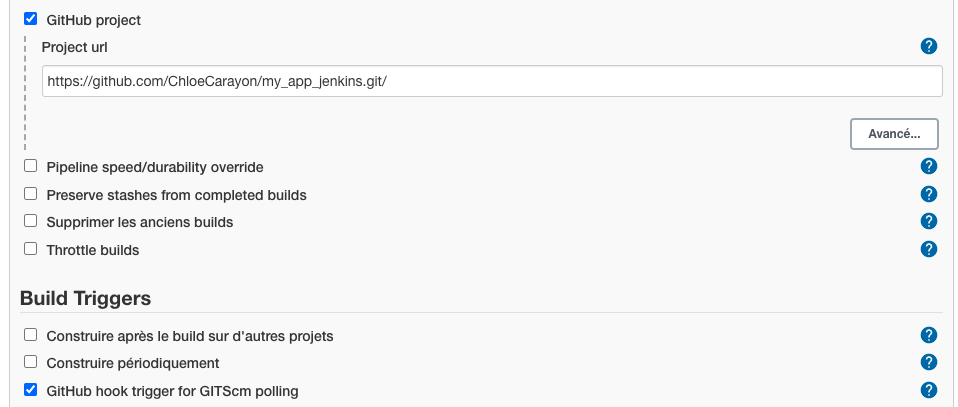 GitHub project
Project url
?
https://github.com/ChloeCarayon/my_app_jenkins.git/
Avancé...
Pipeline speed/durability override
?
Preserve stashes from completed builds
?
Supprimer les anciens builds
?
Throttle builds
?
Build Triggers
Construire après le build sur d'autres projets
?
Construire périodiquement
?
GitHub hook trigger for GITScm polling
?